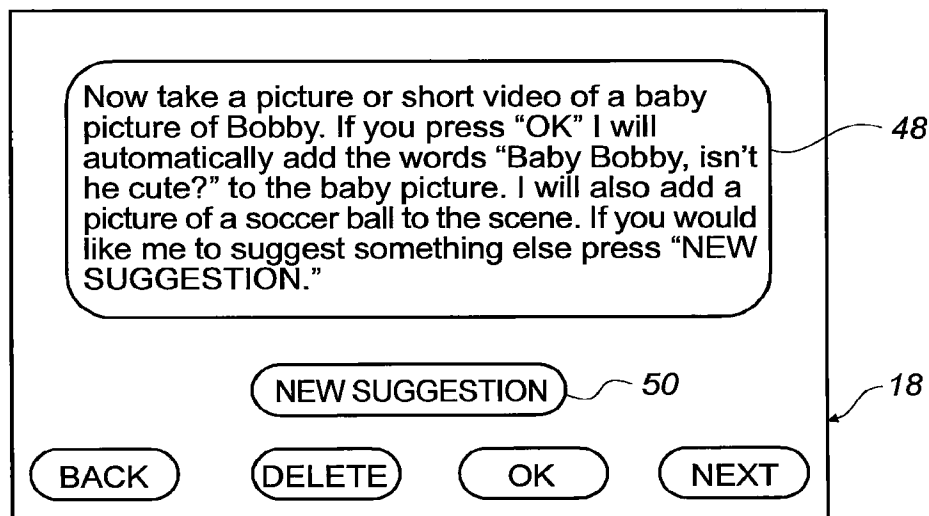 Now take a picture or short video of a baby
picture of Bobby. If you press “OK” I will
automatically add the words “Baby Bobby, isn’t
he cute?” to the baby picture. I will also add a
picture of a soccer ball to the scene. If you would
like me to suggest something else press “NEW
SUGGESTION.”
48
NEW SUGGESTION
50
18
BACK
DELETE
OK
NEXT